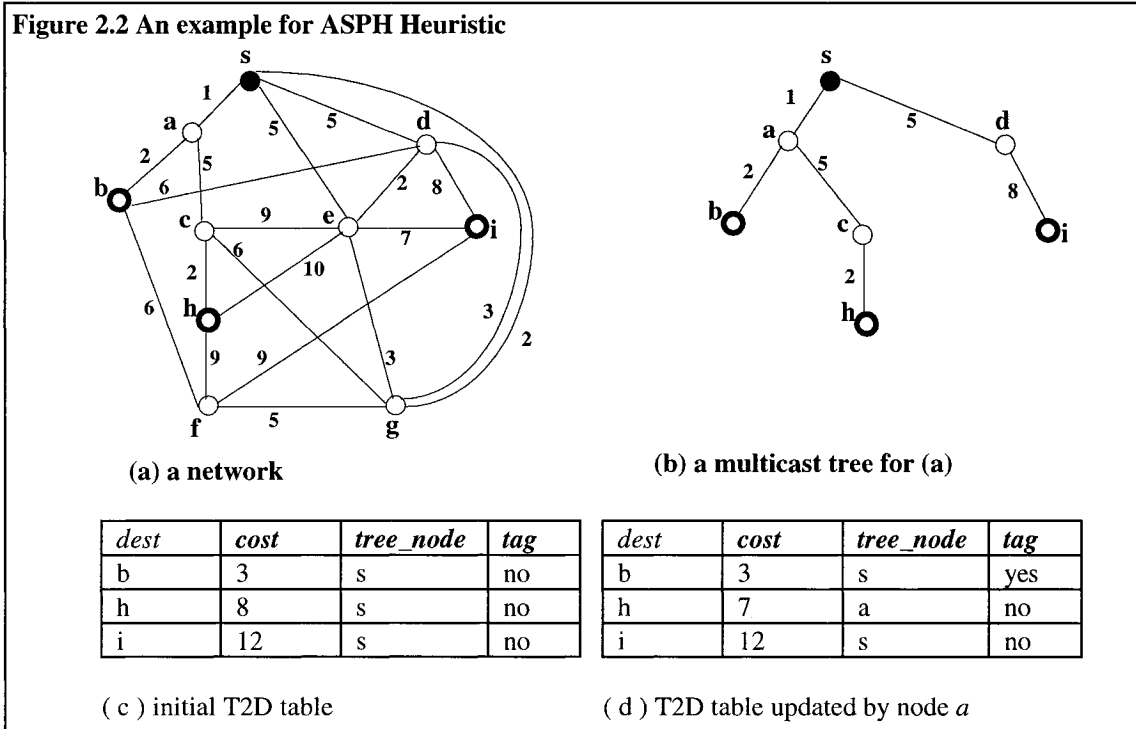 Figure 2.2 An example for ASPH Heuristic
s
1
a
5
5
d
2
5
b
6
2
8
c
9
e
7
i
6
2
10
h
6
3
2
9
9
3
f
5
g
(a) a network
s
1
a
5
d
2
5
8
b
c
i
2
h
(b) a multicast tree for (a)
dest cost tree_node tag
b 3 s no
h 8 s no
i 12 s no
( c ) initial T2D table
dest cost tree_node tag
b 3 s yes
h 7 a no
i 12 s no
( d ) T2D table updated by node a